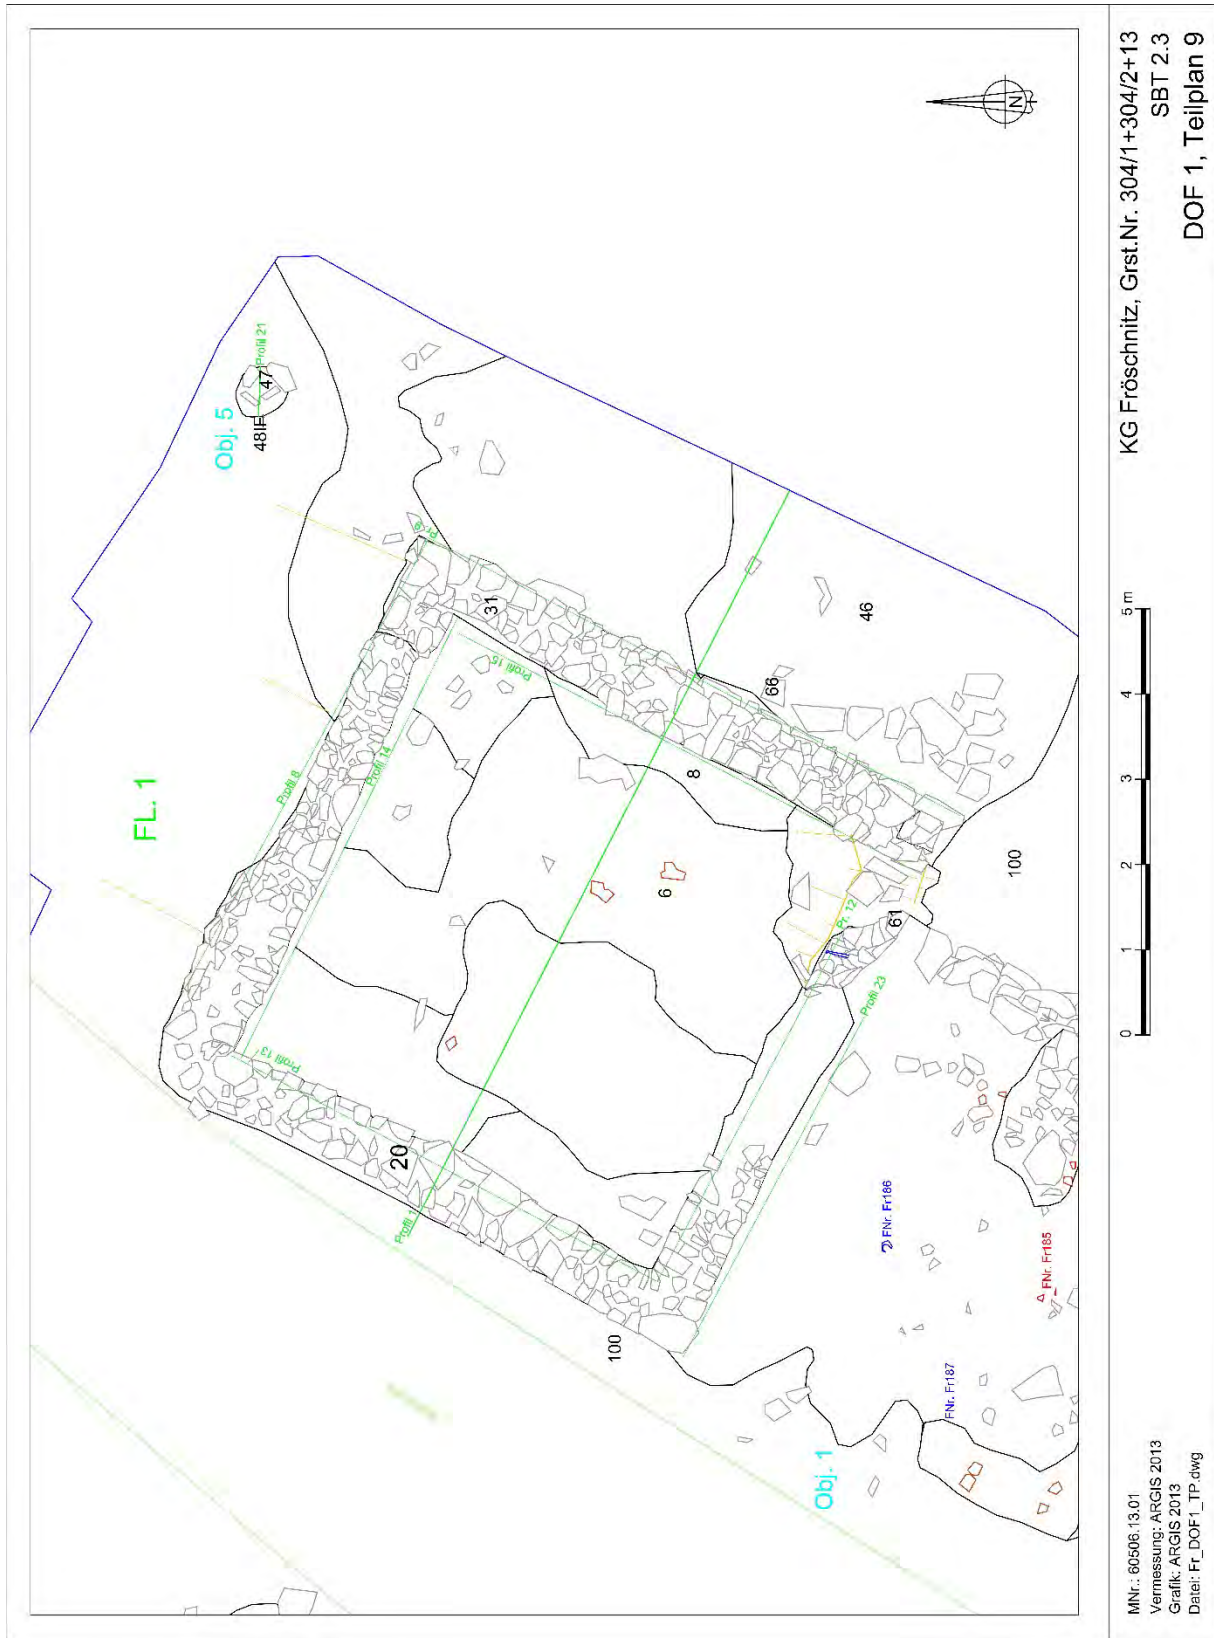 N
Obj. 5
Profil 21
47
48IF
FL. 1
Pr. 9
31
Profil 8
Profil 14
Profil 15
46
66
8
6
100
Pr. 12
61
Profil 23
Profil 13
20
Profil 1
100
FNr. Fr186
FNr. Fr185
FNr. Fr187
Obj. 1
0 1 2 3 4 5 m
KG Fröschnitz, Grst.Nr. 304/1+304/2+13
SBT 2.3
DOF 1, Teilplan 9
MNr.: 60506.13.01
Vermessung: ARGIS 2013
Grafik: ARGIS 2013
Datei: Fr_DOF1_TP.dwg